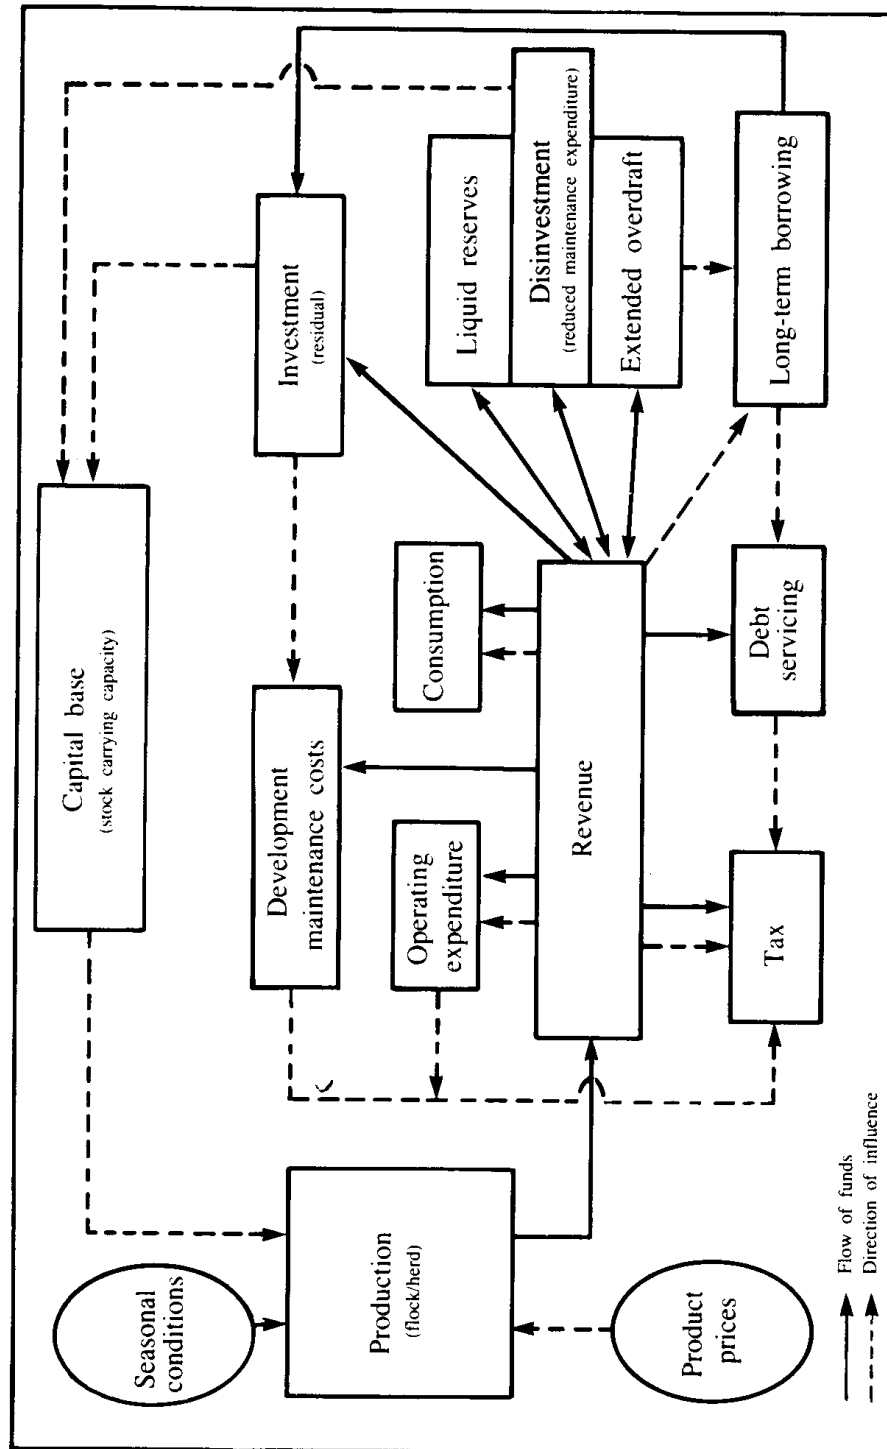 Seasonal
conditions
Production
(flock/herd)
Product
prices
Capital base
(stock carrying capacity)
Development
maintenance costs
Operating
expenditure
Consumption
Revenue
Tax
Debt
servicing
Investment
(residual)
Liquid reserves
Disinvestment
(reduced maintenance expenditure)
Extended overdraft
Long-term borrowing
Flow of funds
Direction of influence